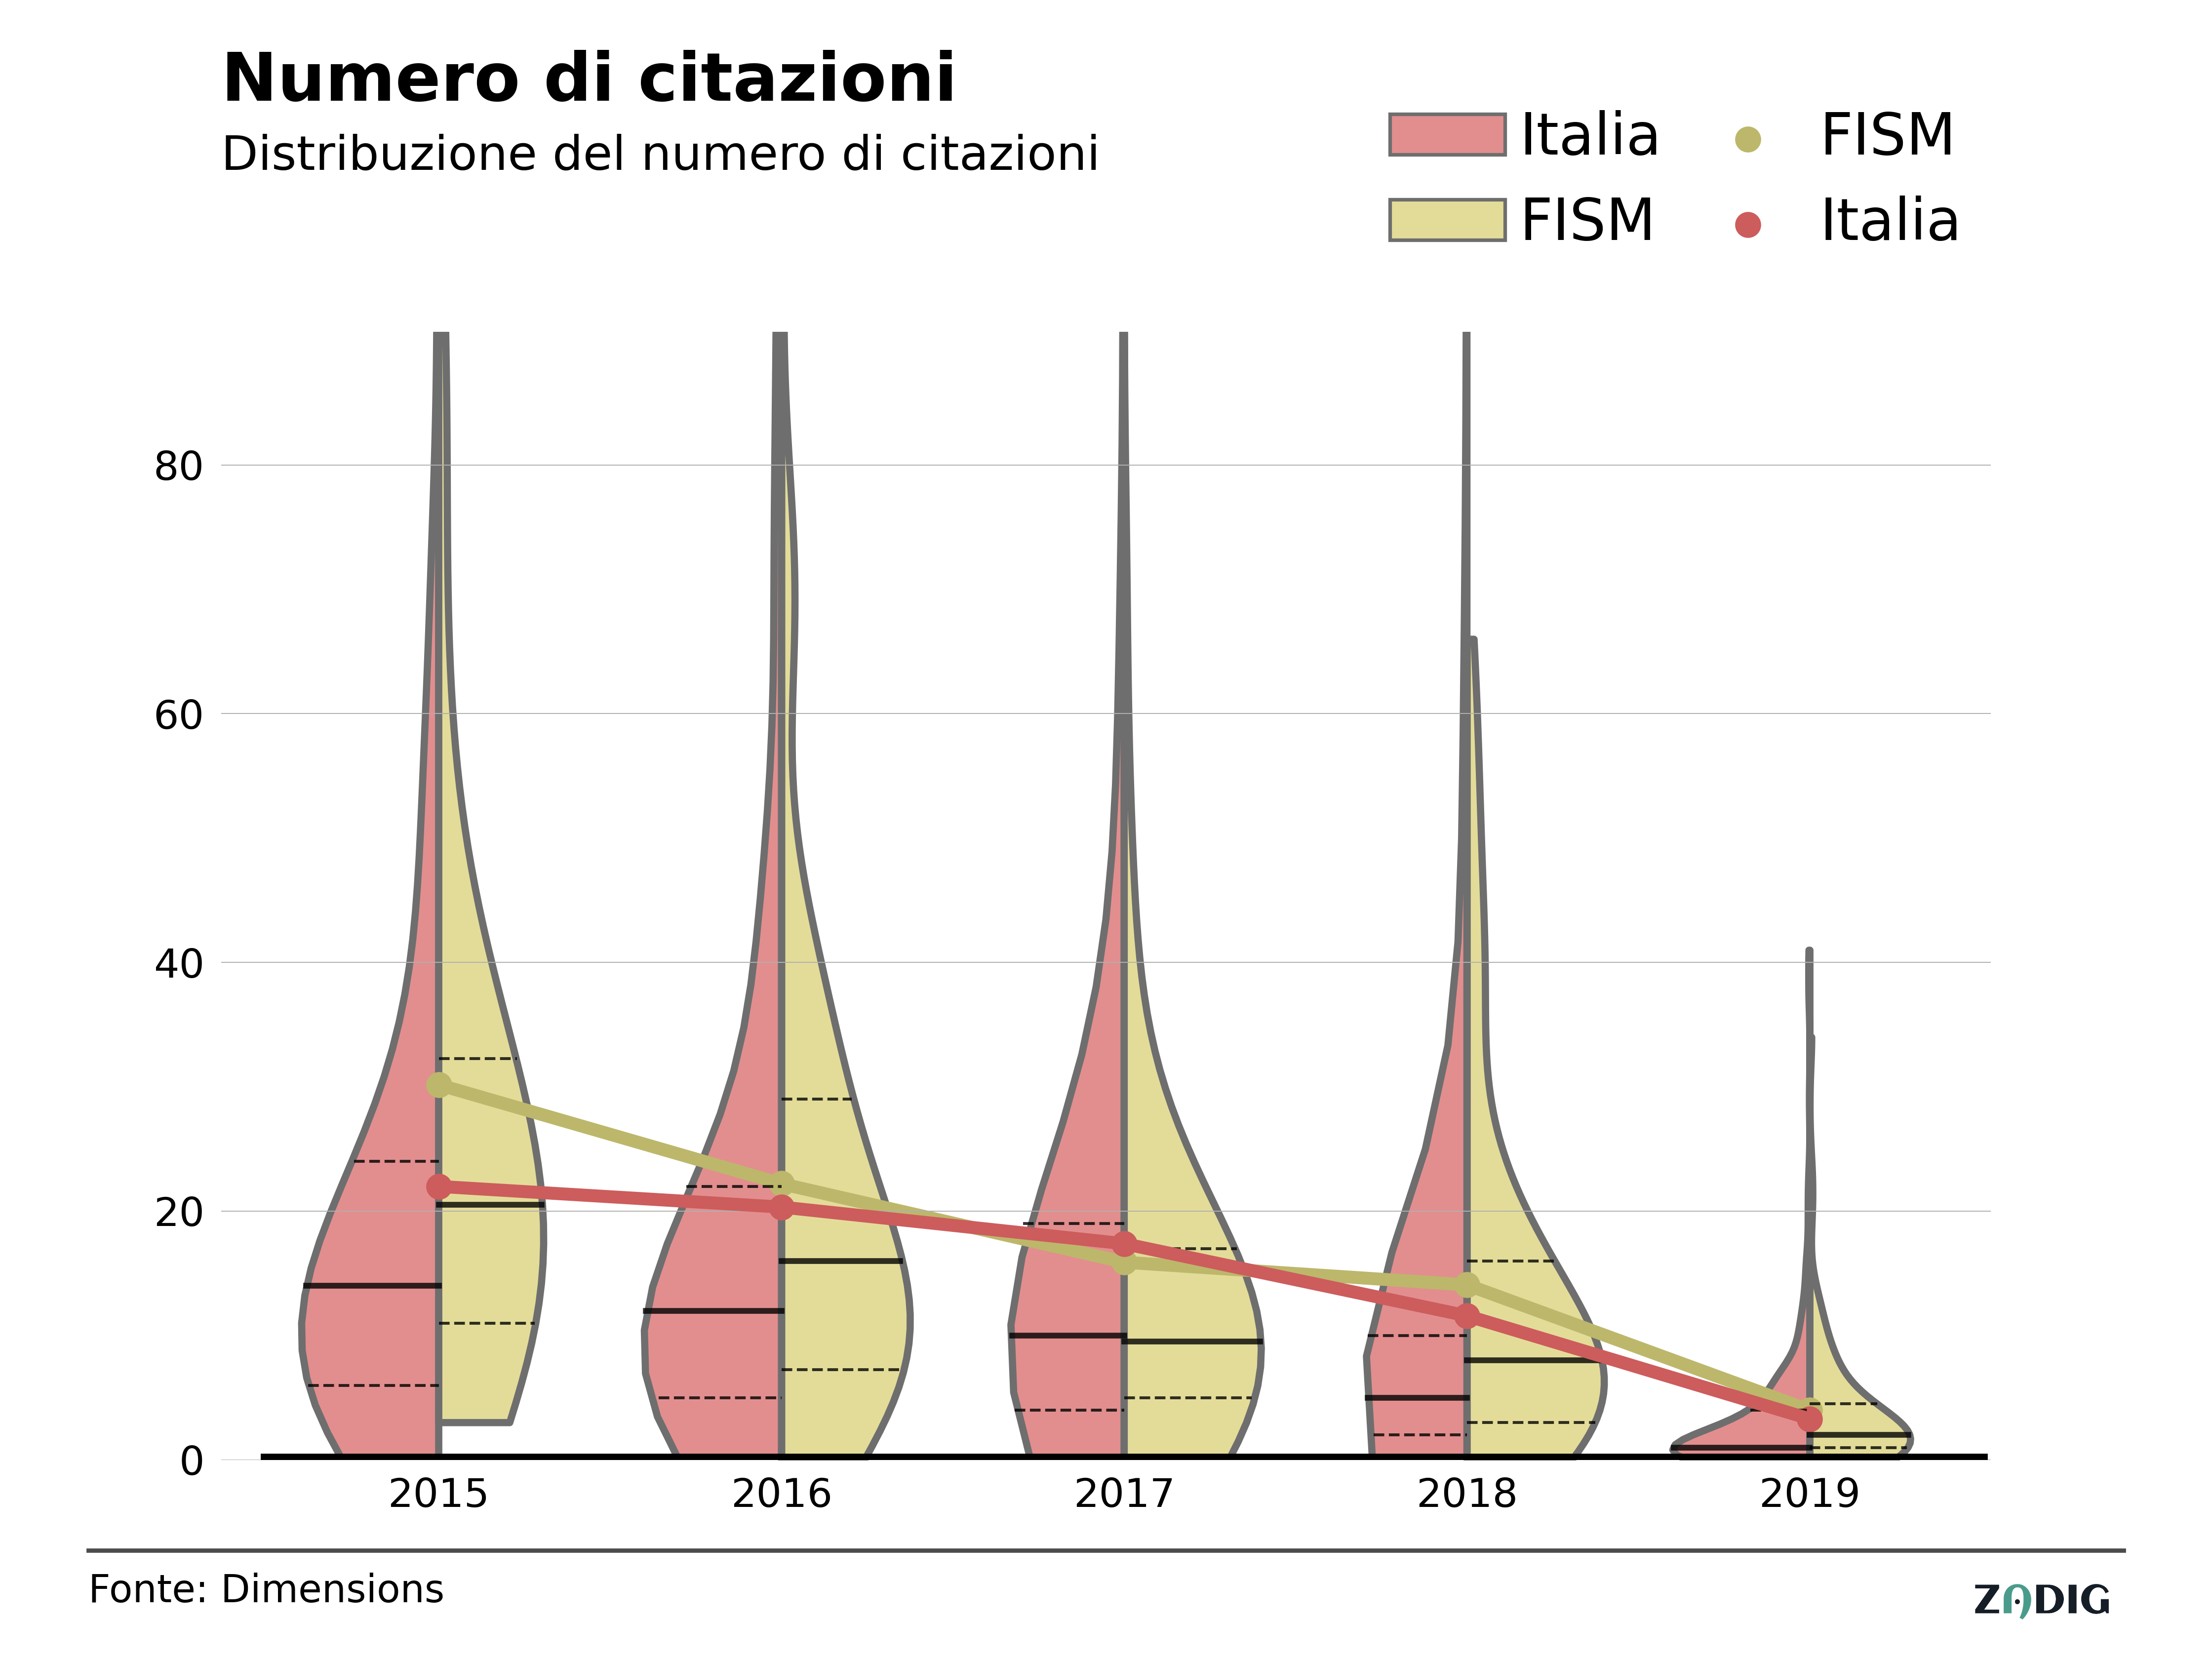 Numero di citazioni
Distribuzione del numero di citazioni
Italia
FISM
FISM
Italia
80
60
40
20
0
2015 2016 2017 2018 2019
Fonte: Dimensions
ZADIG